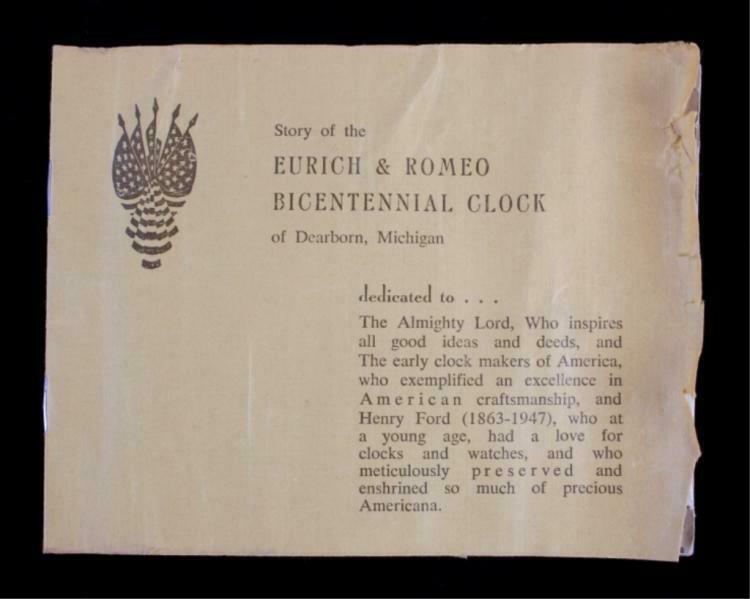 Story of the
EURICH & ROMEO
BICENTENNIAL CLOCK
of Dearborn, Michigan
dedicated to . . .
The Almighty Lord, Who inspires
all good ideas and deeds, and
The early clock makers of America,
who exemplified an excellence in
American craftsmanship, and
Henry Ford (1863-1947), who at
a young age, had a love for
clocks and watches, and who
meticulously preserved and
enshrined so much of precious
Americana.